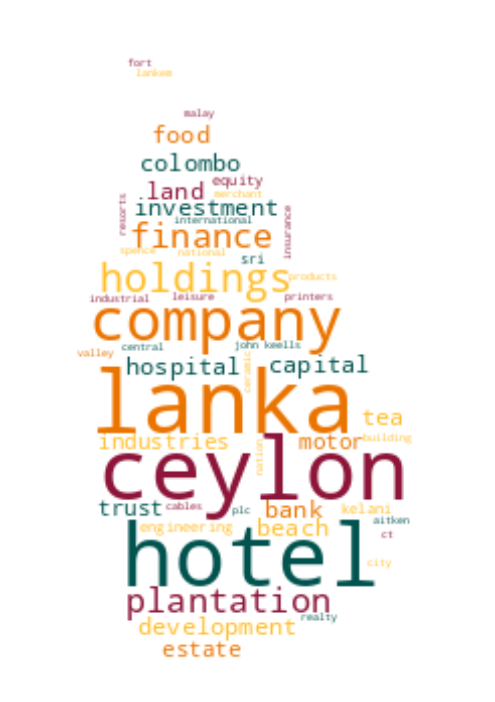 fort
lankem
malay
food
colombo
equity
land merchant
resorts investment insurance
international
finance
spence national
sri
holdings products
industrial leisure printers
company
central john keells
valley
hospital capital
ceramic
lanka
tea
industries motor building
nation
ceylon
trust cables plc bank kelani
aitken
engineering beach
ct
hotel
city
plantation
realty
development
estate